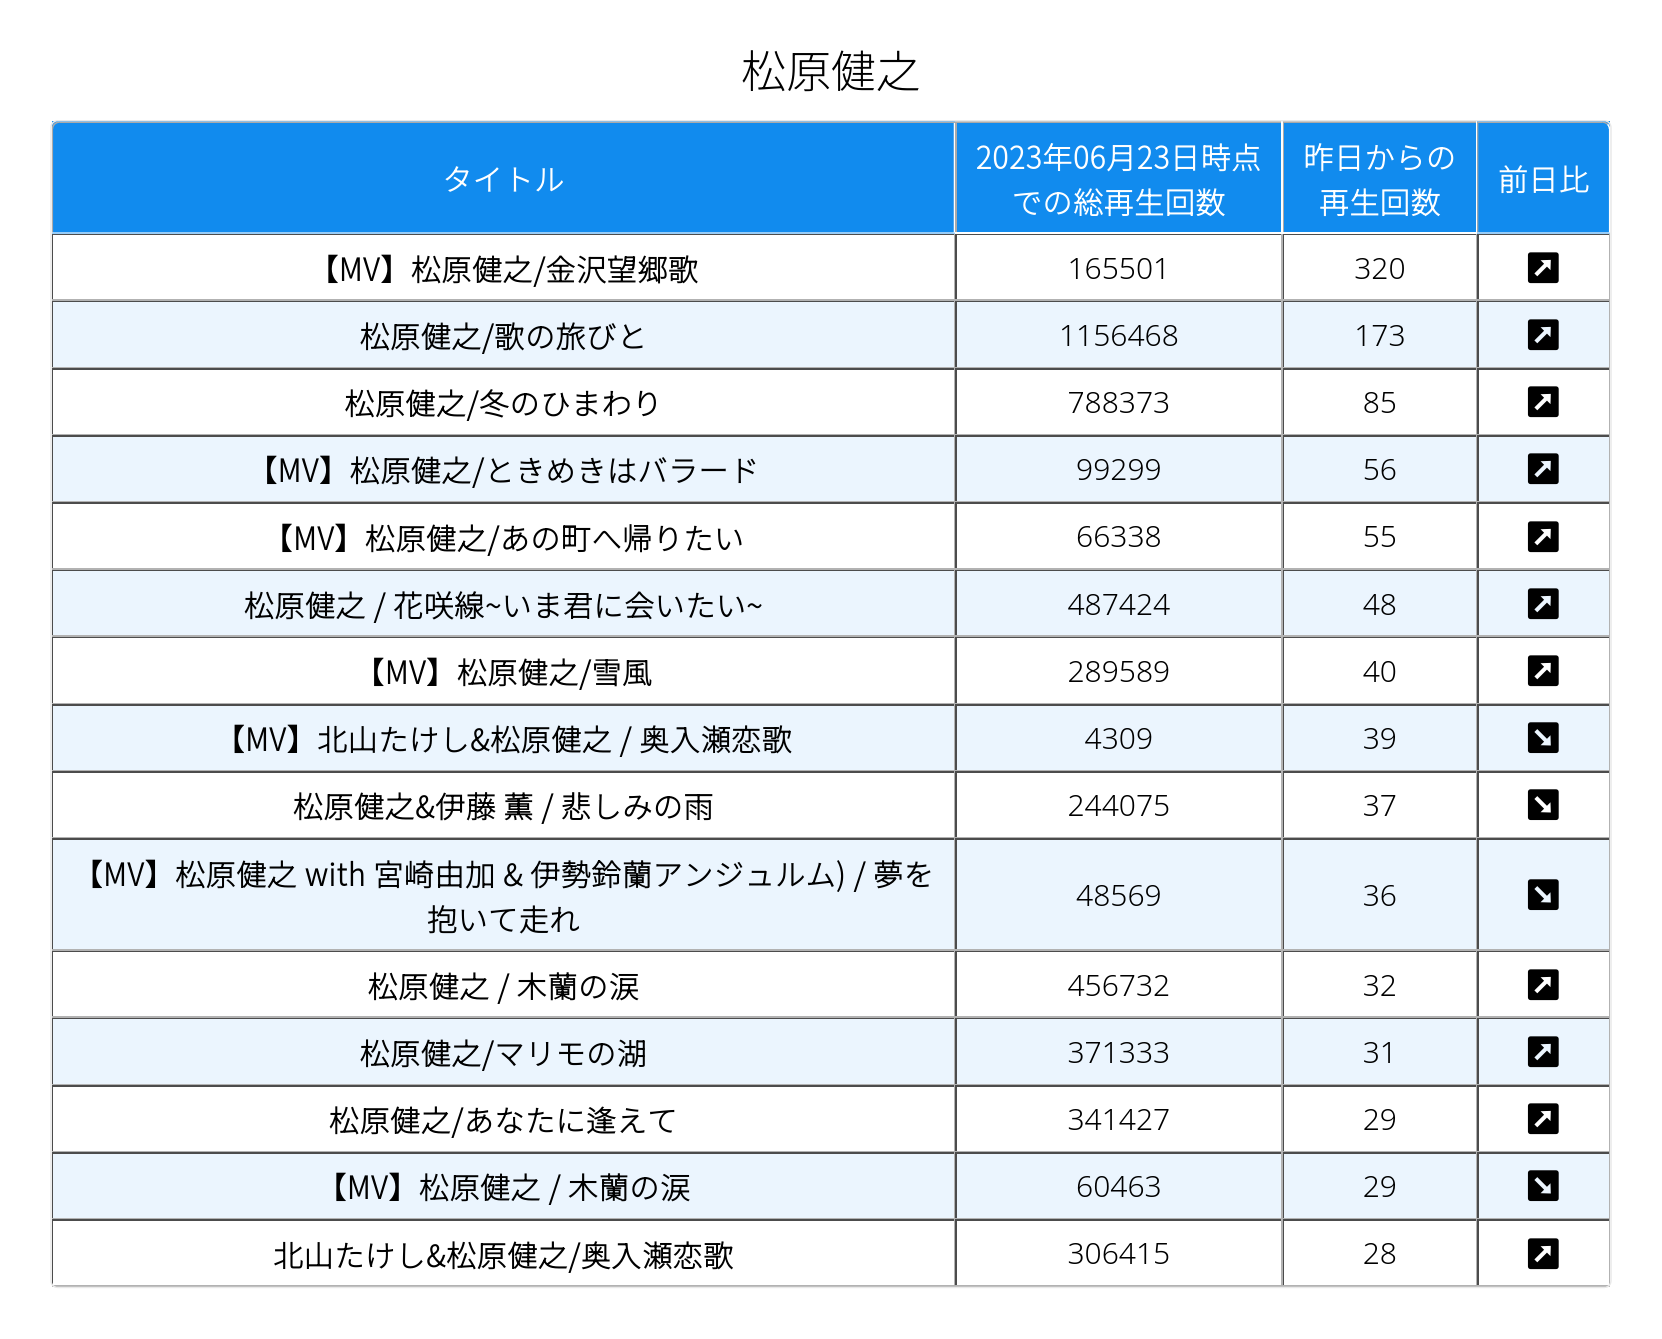 松原健之
タイトル
2023年06月23日時点
での総再生回数
昨日からの
再生回数
前日比
【MV】松原健之/金沢望郷歌 165501 320
松原健之/歌の旅びと 1156468 173
松原健之/冬のひまわり 788373 85
【MV】松原健之/ときめきはバラード 99299 56
【MV】松原健之/あの町へ帰りたい 66338 55
松原健之 / 花咲線~いま君に会いたい~ 487424 48
【MV】松原健之/雪風 289589 40
【MV】北山たけし&松原健之 / 奥入瀬恋歌 4309 39
松原健之&伊藤 薫 / 悲しみの雨 244075 37
【MV】松原健之 with 宮崎由加 & 伊勢鈴蘭アンジュルム) / 夢を
抱いて走れ 48569 36
松原健之 / 木蘭の涙 456732 32
松原健之/マリモの湖 371333 31
松原健之/あなたに逢えて 341427 29
【MV】松原健之 / 木蘭の涙 60463 29
北山たけし&松原健之/奥入瀬恋歌 306415 28